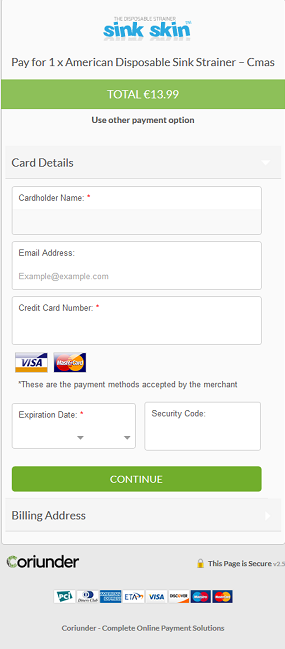 THE DISPOSABLE STRAINER
sink skin™
Pay for 1 x American Disposable Sink Strainer – Cmas
TOTAL €13.99
Use other payment option
Card Details
Cardholder Name: *
Email Address:
Example@example.com
Credit Card Number: *
VISA MasterCard
*These are the payment methods accepted by the merchant
Expiration Date: * Security Code:
CONTINUE
Billing Address
Coriunder This Page is Secure v2.5
PCI Diners Club AMERICAN EXPRESS ETA VISA DISCOVER Maestro MasterCard
Coriunder - Complete Online Payment Solutions